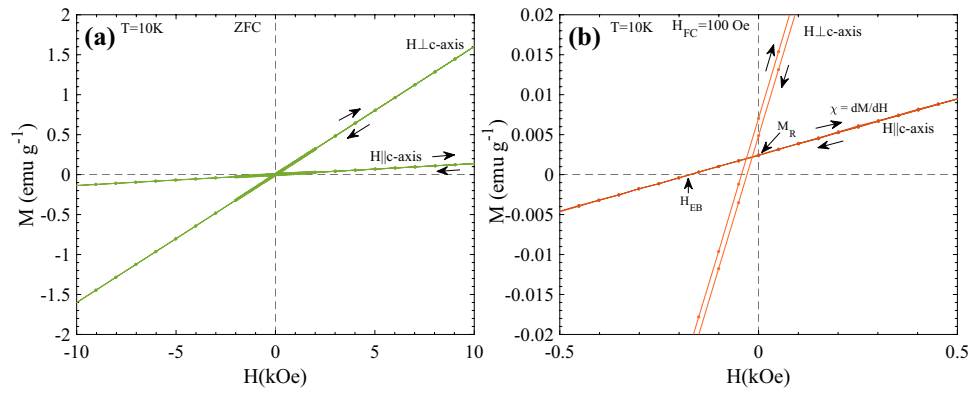 (a)
T=10K
ZFC
H⊥c-axis
H||c-axis
M (emu g⁻¹)
2
1.5
1
0.5
0
-0.5
-1
-1.5
-2
-10
-5
0
5
10
H(kOe)
(b)
T=10K
H_FC=100 Oe
H⊥c-axis
χ = dM/dH
M_R
H||c-axis
H_EB
M (emu g⁻¹)
0.02
0.015
0.01
0.005
0
-0.005
-0.01
-0.015
-0.02
-0.5
0
0.5
H(kOe)